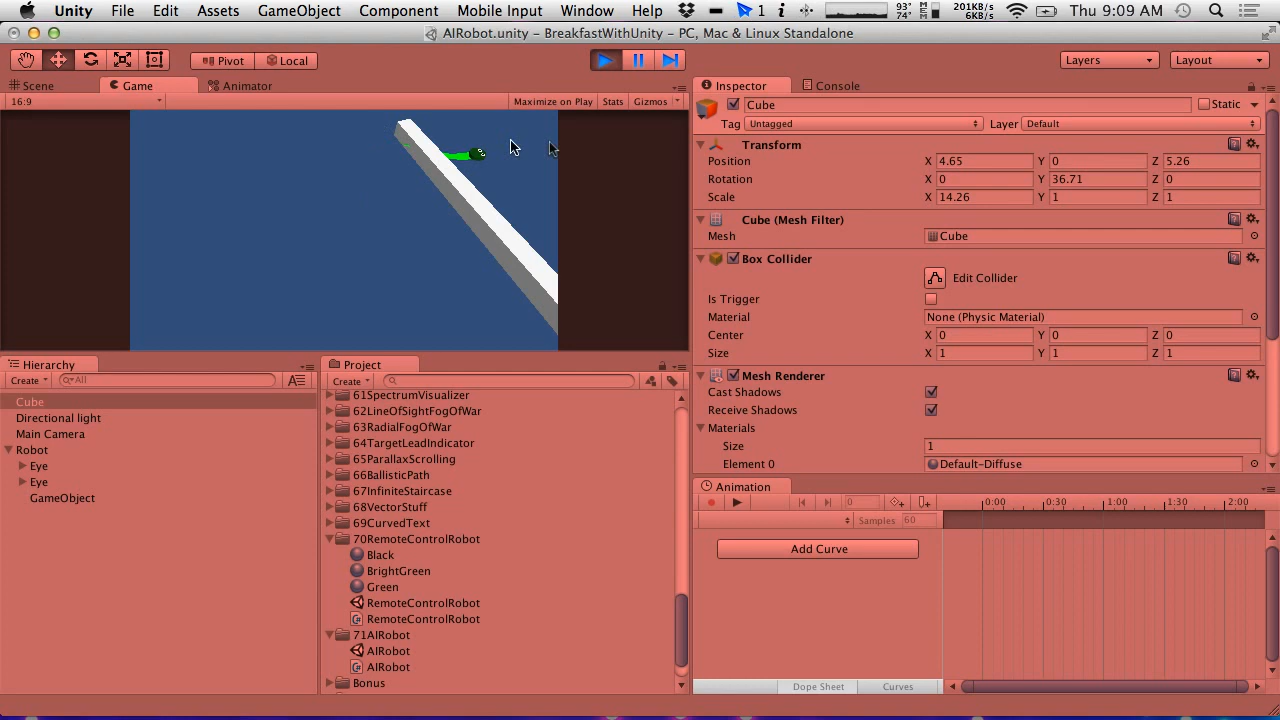 Unity File Edit Assets GameObject Component Mobile Input Window Help 1 93° 74° 201KB/s 6KB/s Thu 9:09 AM
AIRobot.unity - BreakfastWithUnity - PC, Mac & Linux Standalone
Pivot Local Layers Layout
Scene Game Animator
16:9 Maximize on Play Stats Gizmos
Hierarchy
Create All
Cube
Directional light
Main Camera
Robot
Eye
Eye
GameObject
Project
Create
61SpectrumVisualizer
62LineOfSightFogOfWar
63RadialFogOfWar
64TargetLeadIndicator
65ParallaxScrolling
66BallisticPath
67InfiniteStaircase
68VectorStuff
69CurvedText
70RemoteControlRobot
Black
BrightGreen
Green
RemoteControlRobot
RemoteControlRobot
71AIRobot
AIRobot
AIRobot
Bonus
Inspector Console
Cube Static
Tag Untagged Layer Default
Transform
Position X 4.65 Y 0 Z 5.26
Rotation X 0 Y 36.71 Z 0
Scale X 14.26 Y 1 Z 1
Cube (Mesh Filter)
Mesh Cube
Box Collider
Edit Collider
Is Trigger
Material None (Physic Material)
Center X 0 Y 0 Z 0
Size X 1 Y 1 Z 1
Mesh Renderer
Cast Shadows
Receive Shadows
Materials
Size 1
Element 0 Default-Diffuse
Animation
0 0:00 0:30 1:00 1:30 2:00
Samples 60
Add Curve
Dope Sheet Curves